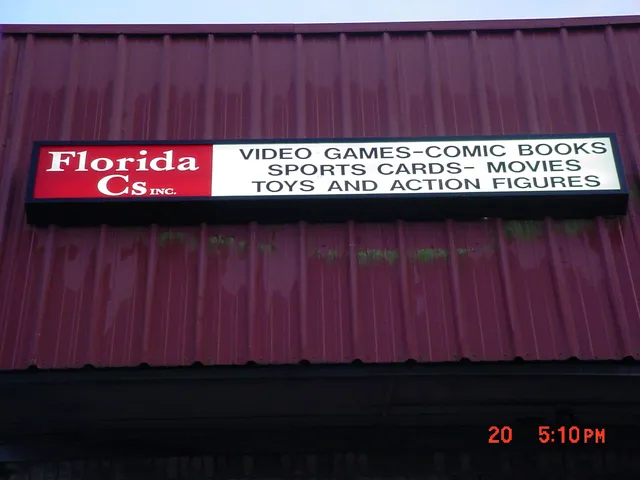 Florida
Cs INC.
VIDEO GAMES-COMIC BOOKS
SPORTS CARDS- MOVIES
TOYS AND ACTION FIGURES
20 5:10PM